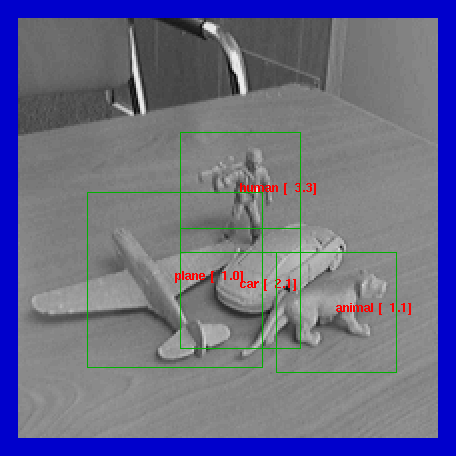 human [ 3.3]
plane [ 1.0]
car [ 2.1]
animal [ 1.1]